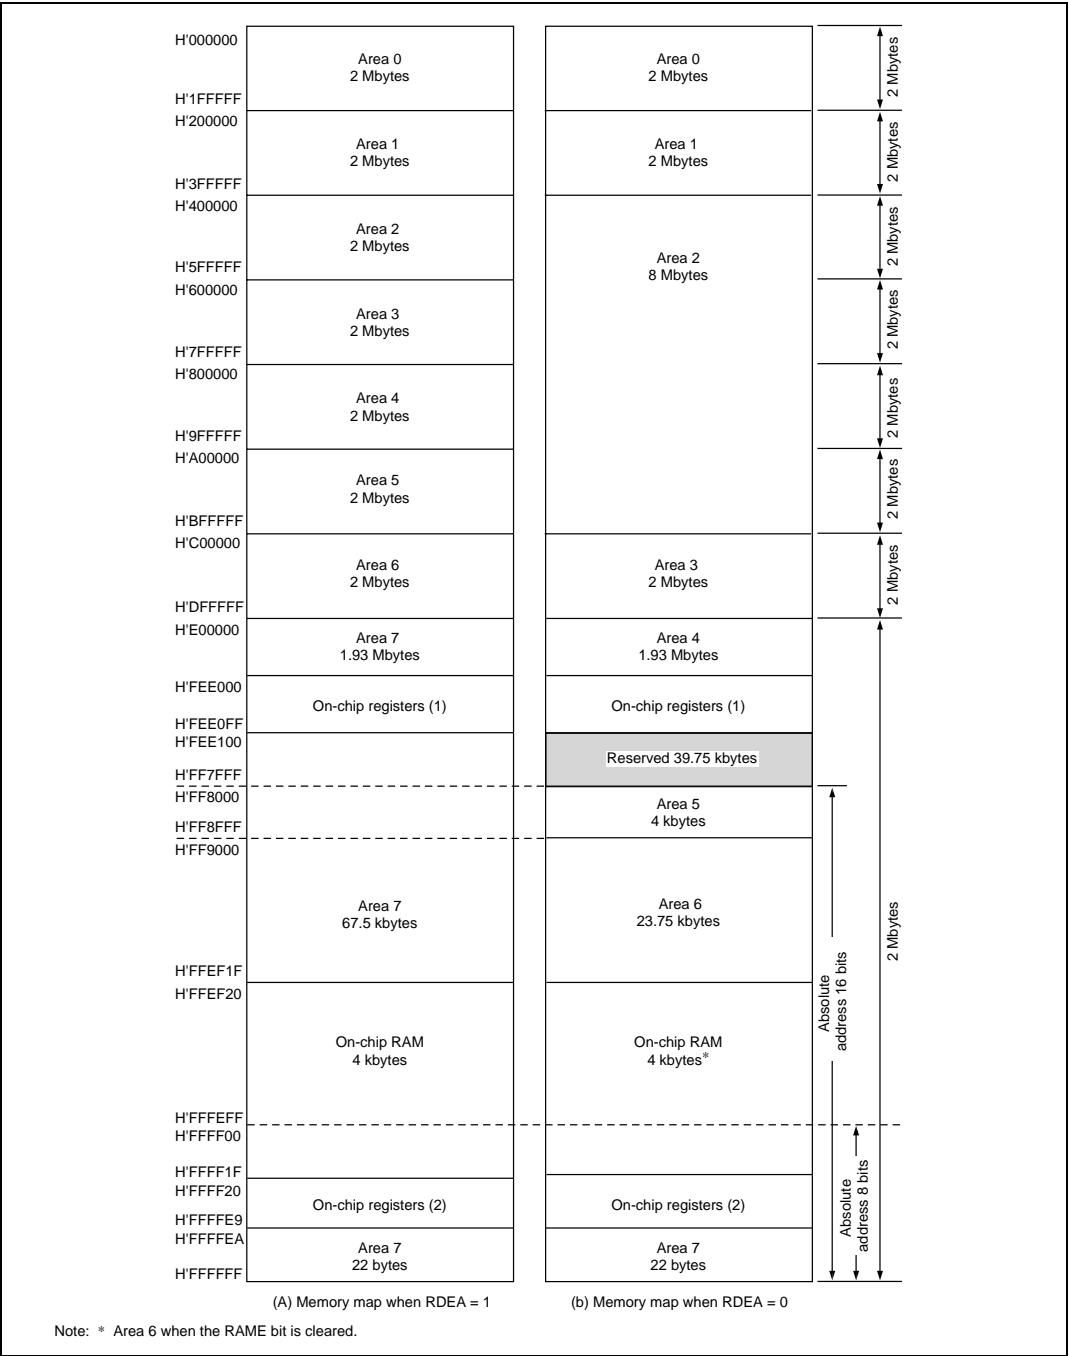 H'000000
H'1FFFFF
H'200000
H'3FFFFF
H'400000
H'5FFFFF
H'600000
H'7FFFFF
H'800000
H'9FFFFF
H'A00000
H'BFFFFF
H'C00000
H'DFFFFF
H'E00000
H'FEE000
H'FEE0FF
H'FEE100
H'FF7FFF
H'FF8000
H'FF8FFF
H'FF9000
H'FFEF1F
H'FFEF20
H'FFFEFF
H'FFFF00
H'FFFF1F
H'FFFF20
H'FFFFE9
H'FFFFEA
H'FFFFFF
Area 0
2 Mbytes
Area 1
2 Mbytes
Area 2
2 Mbytes
Area 3
2 Mbytes
Area 4
2 Mbytes
Area 5
2 Mbytes
Area 6
2 Mbytes
Area 7
1.93 Mbytes
On-chip registers (1)
Area 7
67.5 kbytes
On-chip RAM
4 kbytes
On-chip registers (2)
Area 7
22 bytes
(A) Memory map when RDEA = 1
Area 0
2 Mbytes
Area 1
2 Mbytes
Area 2
8 Mbytes
Area 3
2 Mbytes
Area 4
1.93 Mbytes
On-chip registers (1)
Reserved 39.75 kbytes
Area 5
4 kbytes
Area 6
23.75 kbytes
On-chip RAM
4 kbytes*
On-chip registers (2)
Area 7
22 bytes
(b) Memory map when RDEA = 0
2 Mbytes
2 Mbytes
2 Mbytes
2 Mbytes
2 Mbytes
2 Mbytes
2 Mbytes
2 Mbytes
Absolute
address 16 bits
Absolute
address 8 bits
Note: * Area 6 when the RAME bit is cleared.